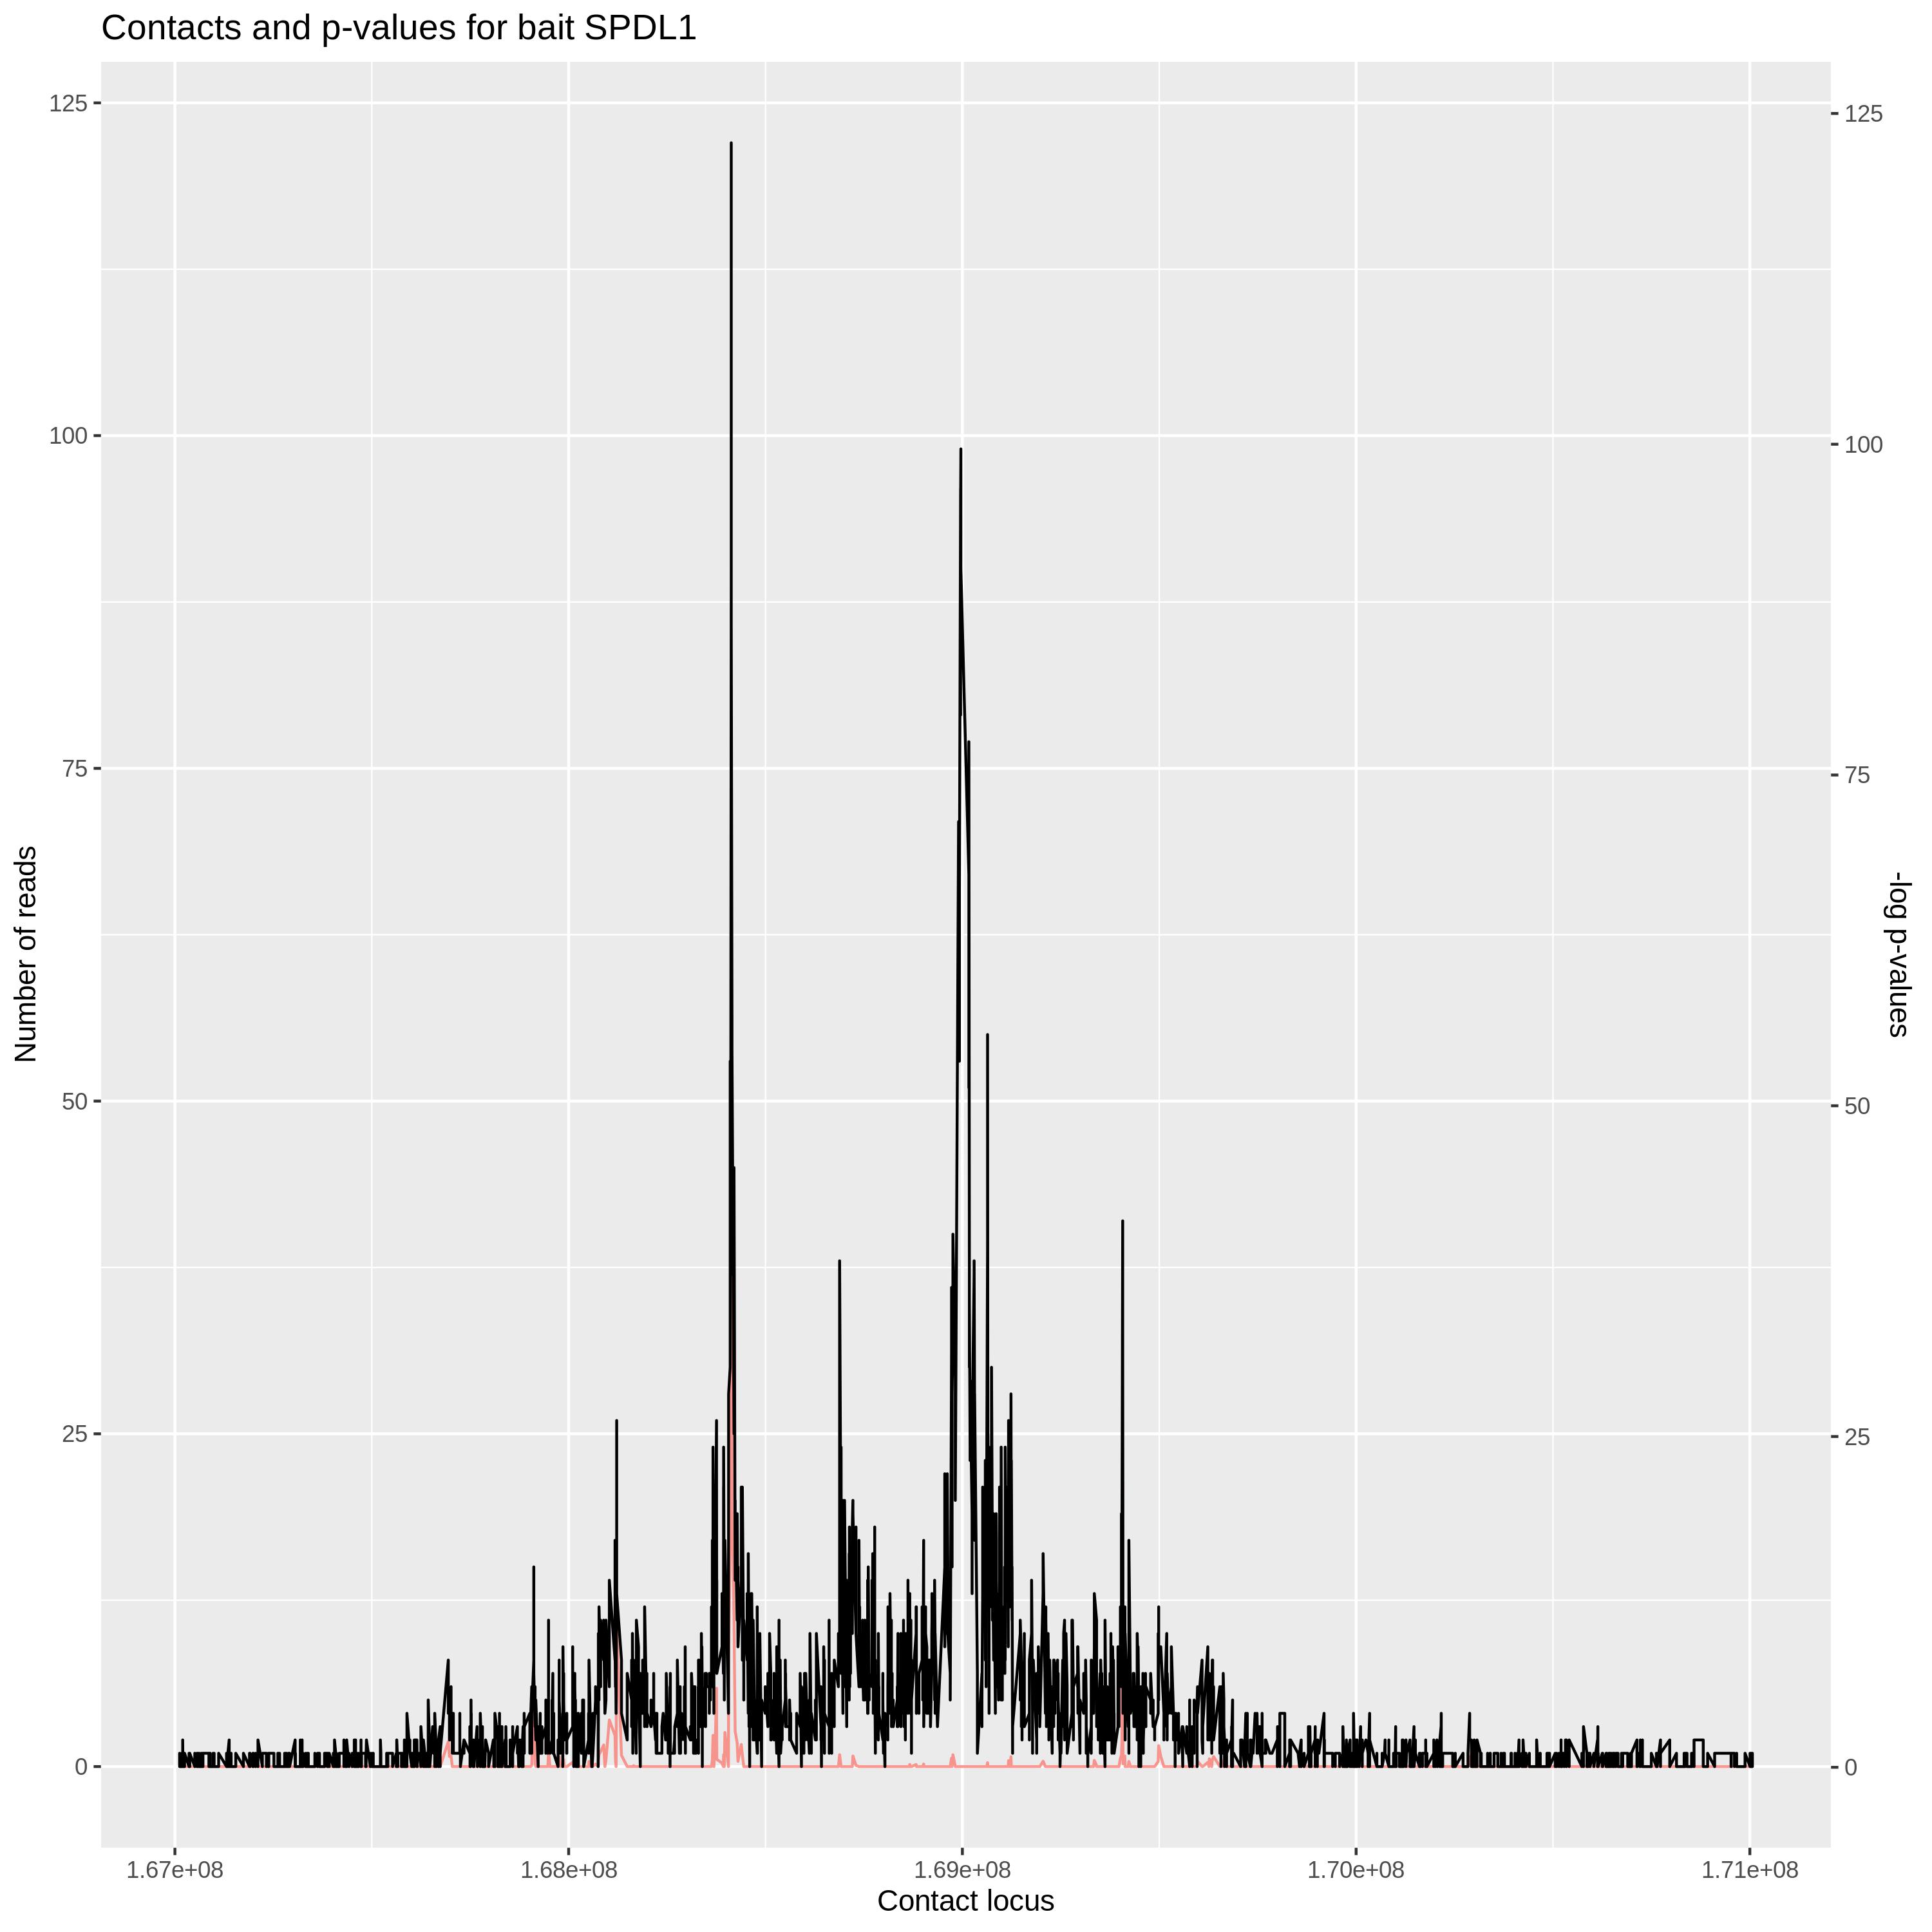 Contacts and p-values for bait SPDL1
125
100
75
50
25
0
125
100
75
50
25
0
Number of reads
-log p-values
1.67e+08
1.68e+08
1.69e+08
1.70e+08
1.71e+08
Contact locus